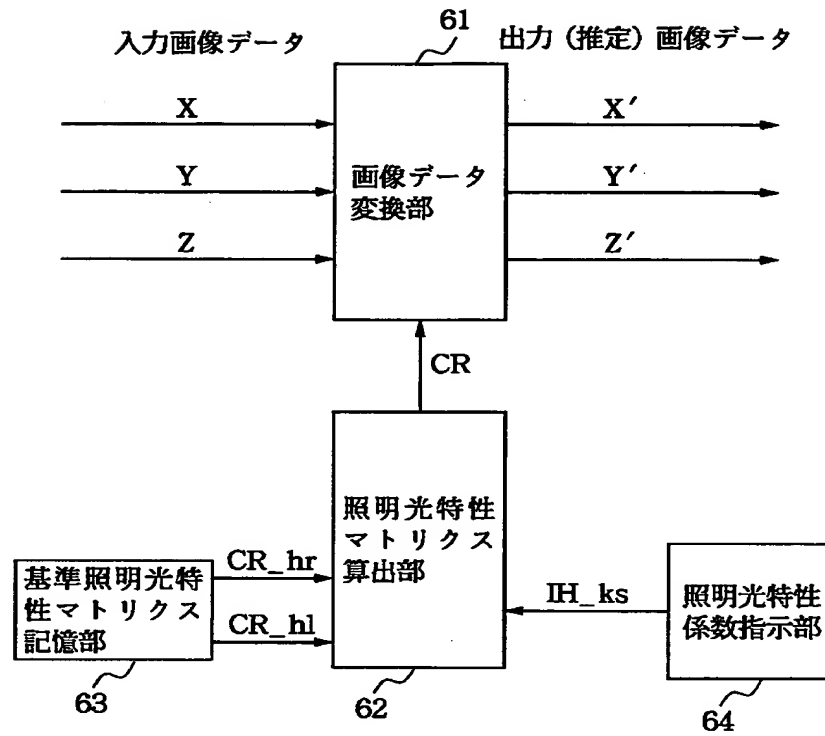 入力画像データ
61
出力（推定）画像データ
X
X′
Y
画像データ
変換部
Y′
Z
Z′
CR
照明光特性
マトリクス
算出部
基準照明光特
性マトリクス
記憶部
CR_hr
CR_hl
IH_ks
照明光特性
係数指示部
63
62
64